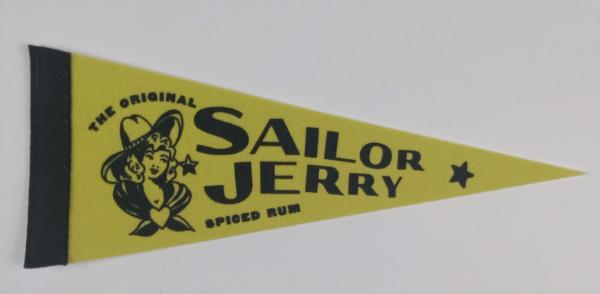 THE ORIGINAL
SAILOR
JERRY
SPICED RUM